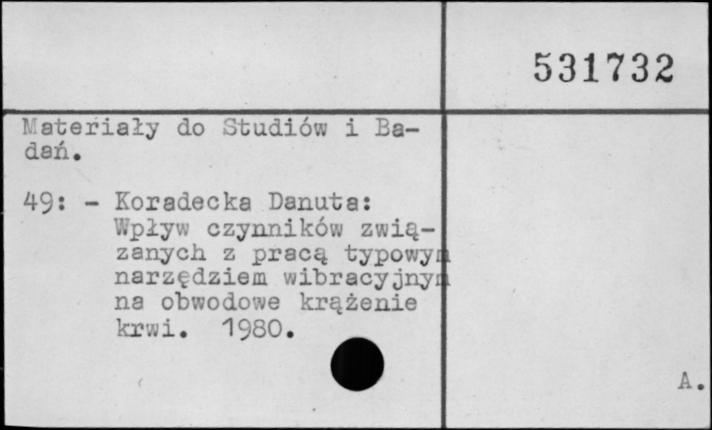 531732
Materiały do Studiów i Ba-
dań.
49: - Koradecka Danuta:
Wpływ czynników zwią-
zanych z pracą typowym
narzędziem wibracyjnym
na obwodowe krążenie
krwi. 1980.
A.